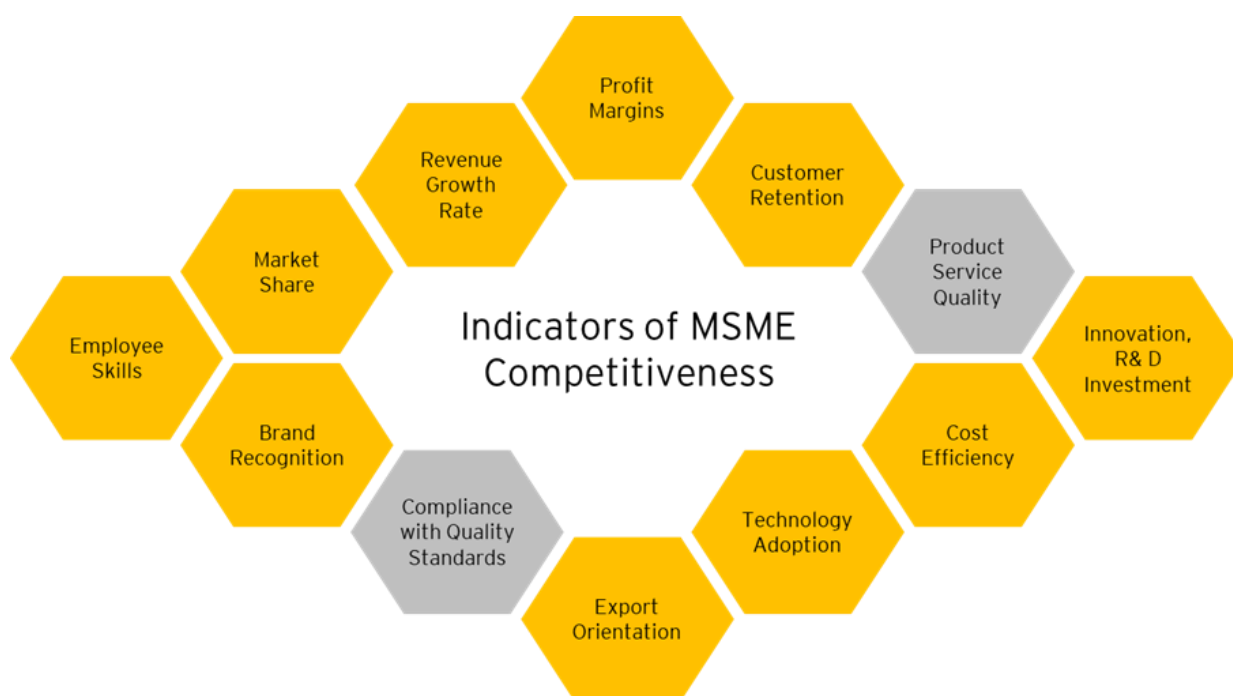 Profit
Margins
Revenue
Growth
Rate
Customer
Retention
Market
Share
Product
Service
Quality
Indicators of MSME
Competitiveness
Employee
Skills
Innovation,
R& D
Investment
Brand
Recognition
Cost
Efficiency
Compliance
with Quality
Standards
Technology
Adoption
Export
Orientation